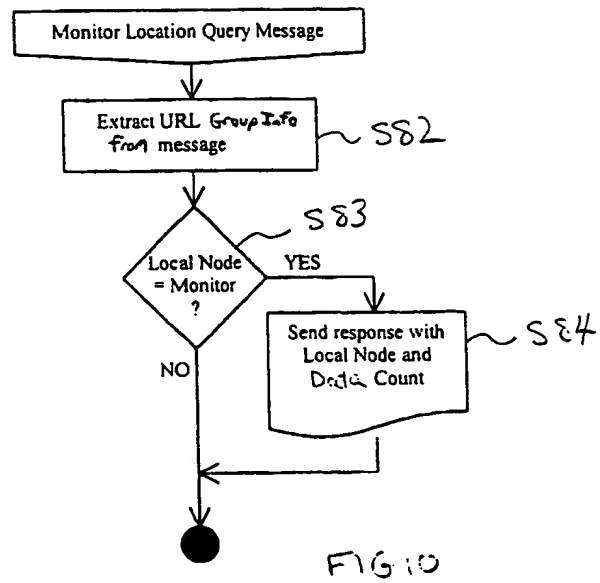 Monitor Location Query Message
Extract URL Group Info
from message
S82
S83
Local Node
= Monitor
?
YES
NO
Send response with
Local Node and
Data Count
S84
FIG 10